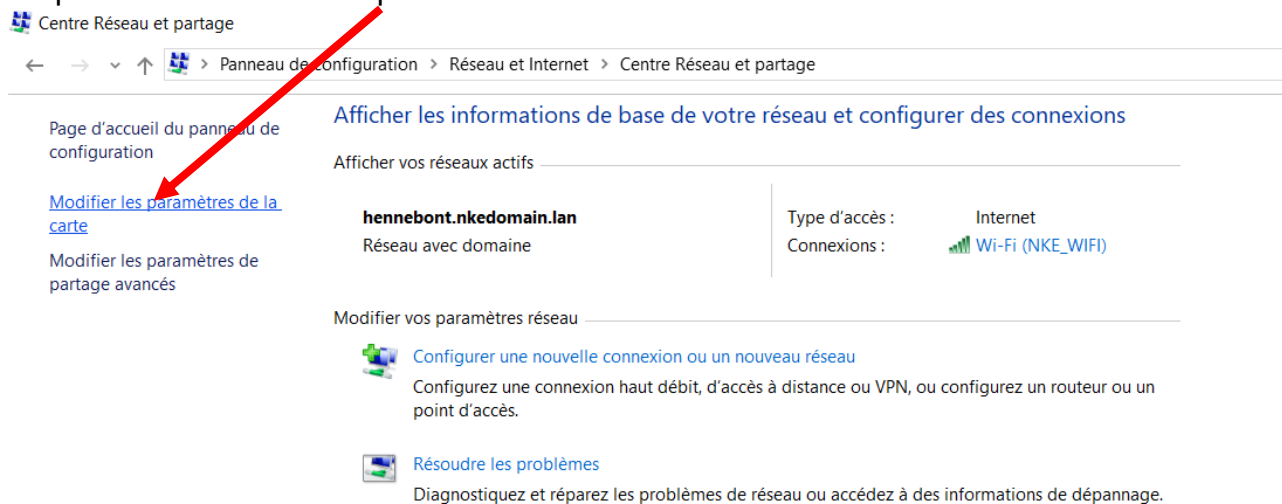 Centre Réseau et partage
Panneau de configuration > Réseau et Internet > Centre Réseau et partage
Page d'accueil du panneau de
configuration
Modifier les paramètres de la
carte
Modifier les paramètres de
partage avancés
Afficher les informations de base de votre réseau et configurer des connexions
Afficher vos réseaux actifs
hennebont.nkedomain.lan
Réseau avec domaine
Type d'accès : Internet
Connexions : Wi-Fi (NKE_WIFI)
Modifier vos paramètres réseau
Configurer une nouvelle connexion ou un nouveau réseau
Configurez une connexion haut débit, d'accès à distance ou VPN, ou configurez un routeur ou un
point d'accès.
Résoudre les problèmes
Diagnostiquez et réparez les problèmes de réseau ou accédez à des informations de dépannage.